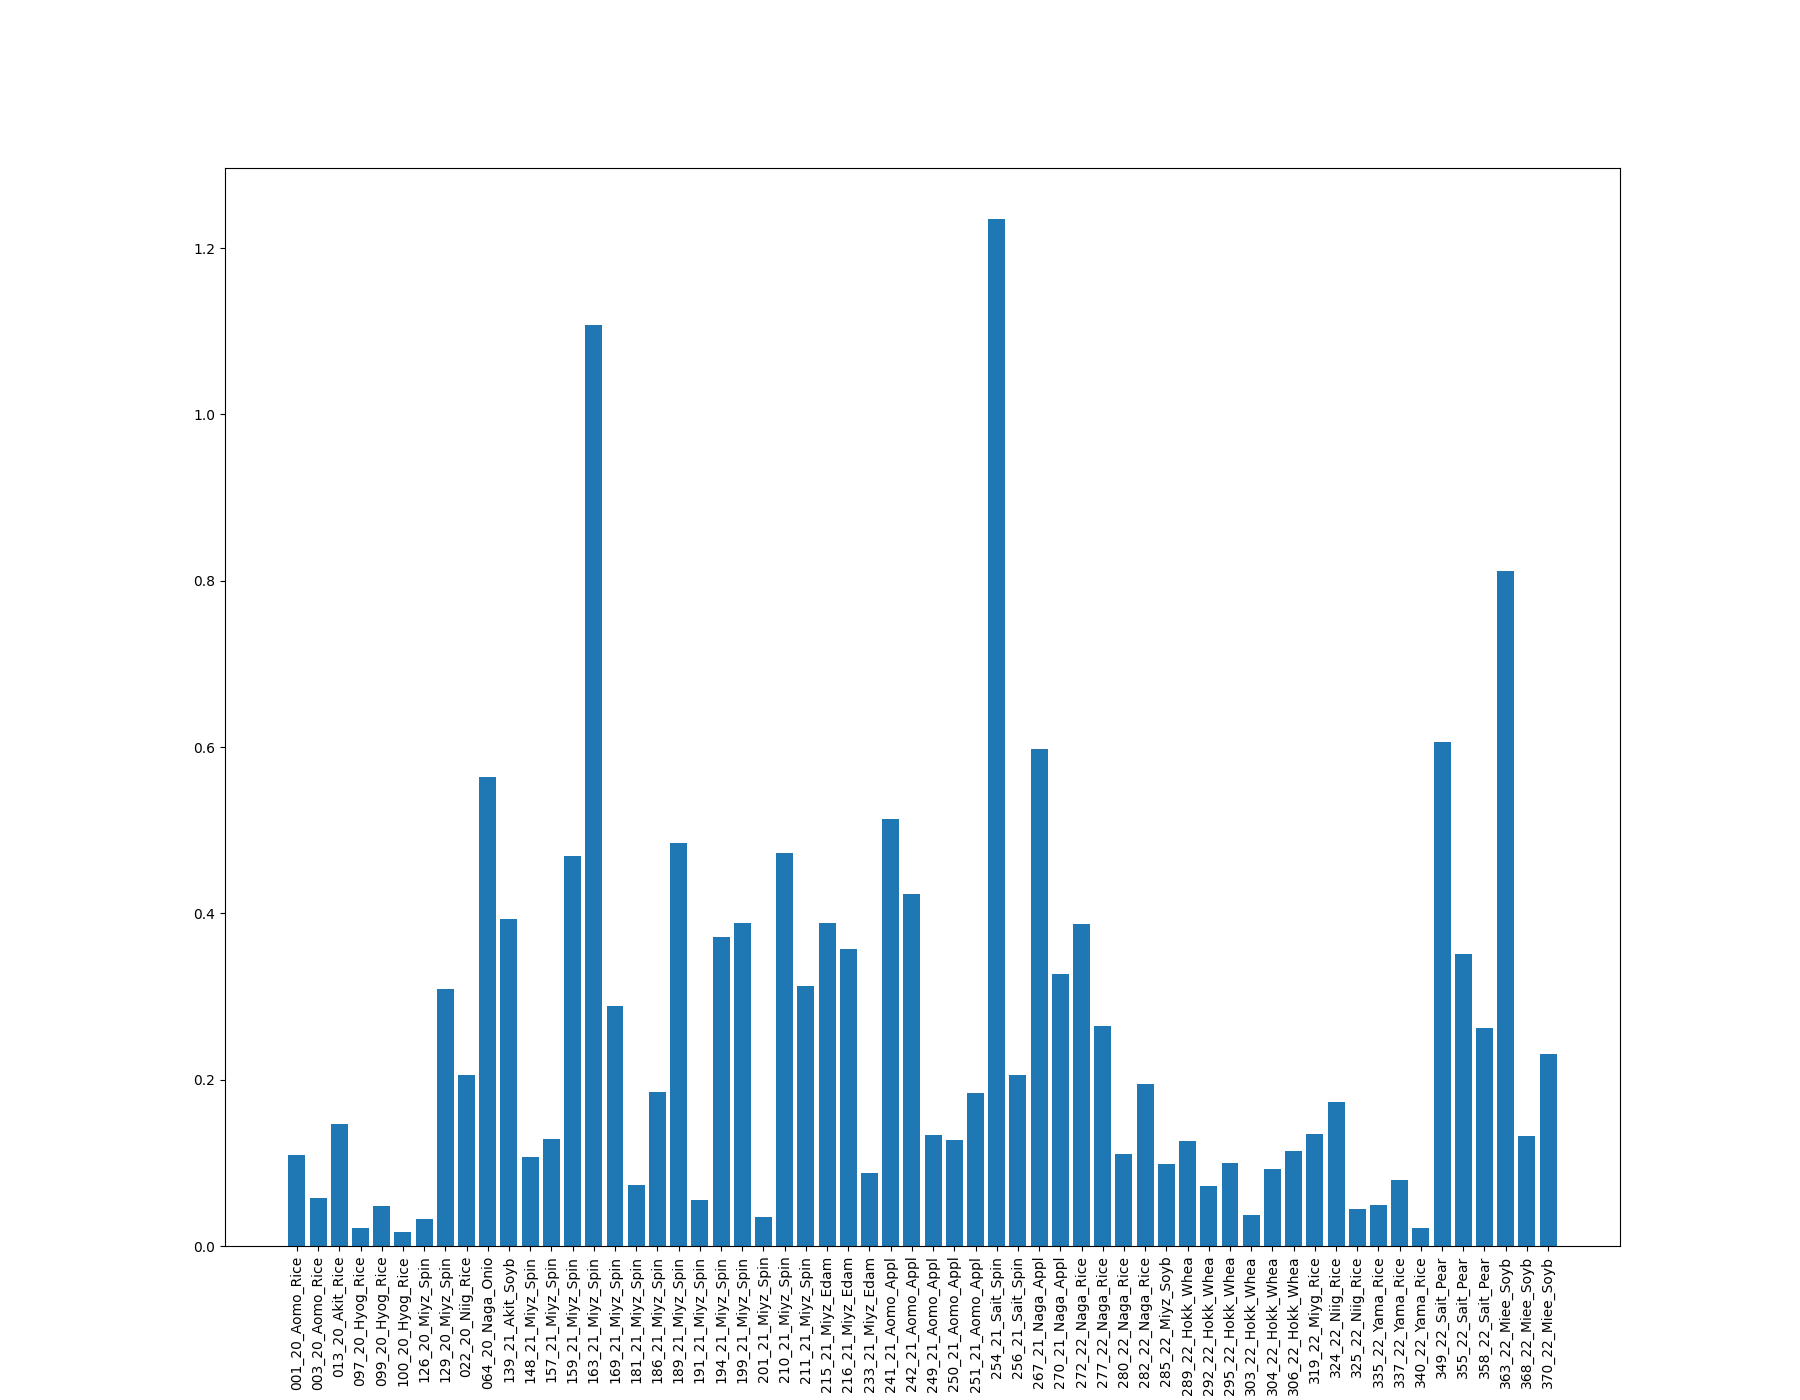 1.2
1.0
0.8
0.6
0.4
0.2
0.0
001_20_Aomo_Rice
003_20_Aomo_Rice
013_20_Akit_Rice
097_20_Hyog_Rice
099_20_Hyog_Rice
100_20_Hyog_Rice
126_20_Miyz_Spin
129_20_Miyz_Spin
022_20_Niig_Rice
064_20_Naga_Onio
139_21_Akit_Soyb
148_21_Miyz_Spin
157_21_Miyz_Spin
159_21_Miyz_Spin
163_21_Miyz_Spin
169_21_Miyz_Spin
181_21_Miyz_Spin
186_21_Miyz_Spin
189_21_Miyz_Spin
191_21_Miyz_Spin
194_21_Miyz_Spin
199_21_Miyz_Spin
201_21_Miyz_Spin
210_21_Miyz_Spin
211_21_Miyz_Spin
215_21_Miyz_Edam
216_21_Miyz_Edam
233_21_Miyz_Edam
241_21_Aomo_Appl
242_21_Aomo_Appl
249_21_Aomo_Appl
250_21_Aomo_Appl
251_21_Aomo_Appl
254_21_Sait_Spin
256_21_Sait_Spin
267_21_Naga_Appl
270_21_Naga_Appl
272_22_Naga_Rice
277_22_Naga_Rice
280_22_Naga_Rice
282_22_Naga_Rice
285_22_Miyz_Soyb
289_22_Hokk_Whea
292_22_Hokk_Whea
295_22_Hokk_Whea
303_22_Hokk_Whea
304_22_Hokk_Whea
306_22_Hokk_Whea
319_22_Miyg_Rice
324_22_Niig_Rice
325_22_Niig_Rice
335_22_Yama_Rice
337_22_Yama_Rice
340_22_Yama_Rice
349_22_Sait_Pear
355_22_Sait_Pear
358_22_Sait_Pear
363_22_Miee_Soyb
368_22_Miee_Soyb
370_22_Miee_Soyb